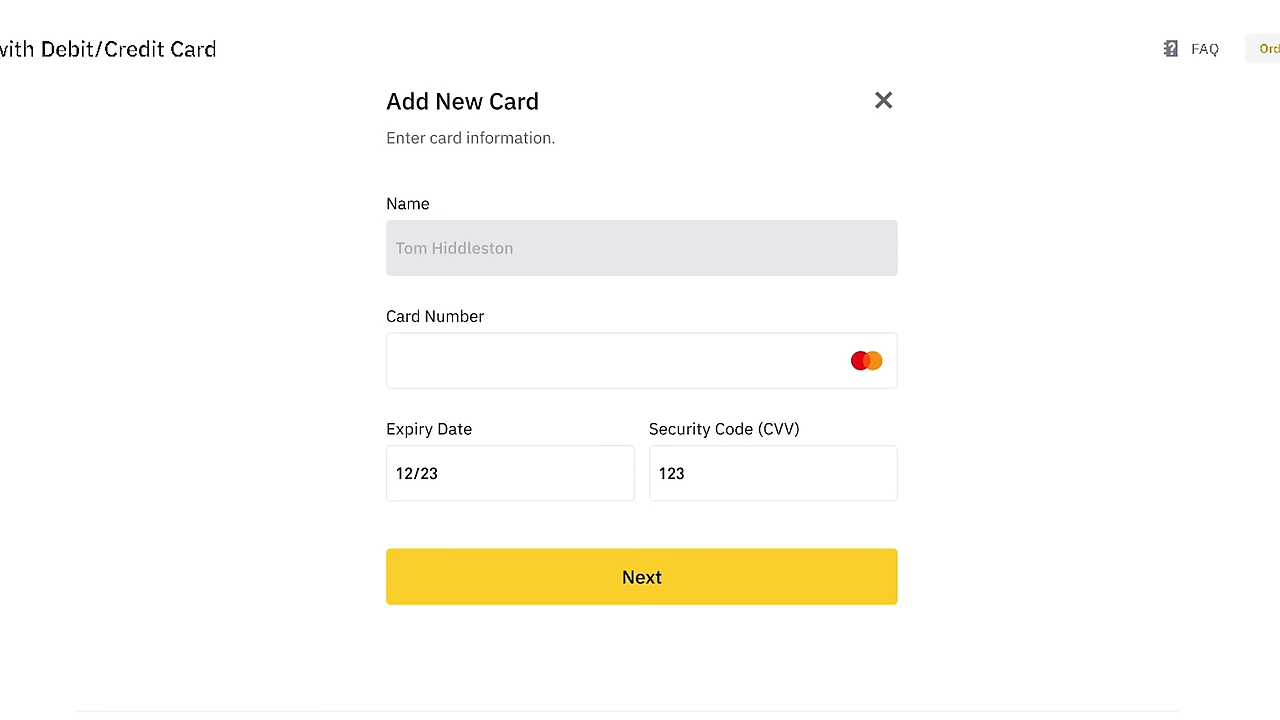 with Debit/Credit Card
FAQ
Add New Card
Enter card information.
Name
Tom Hiddleston
Card Number
Expiry Date
Security Code (CVV)
12/23
123
Next